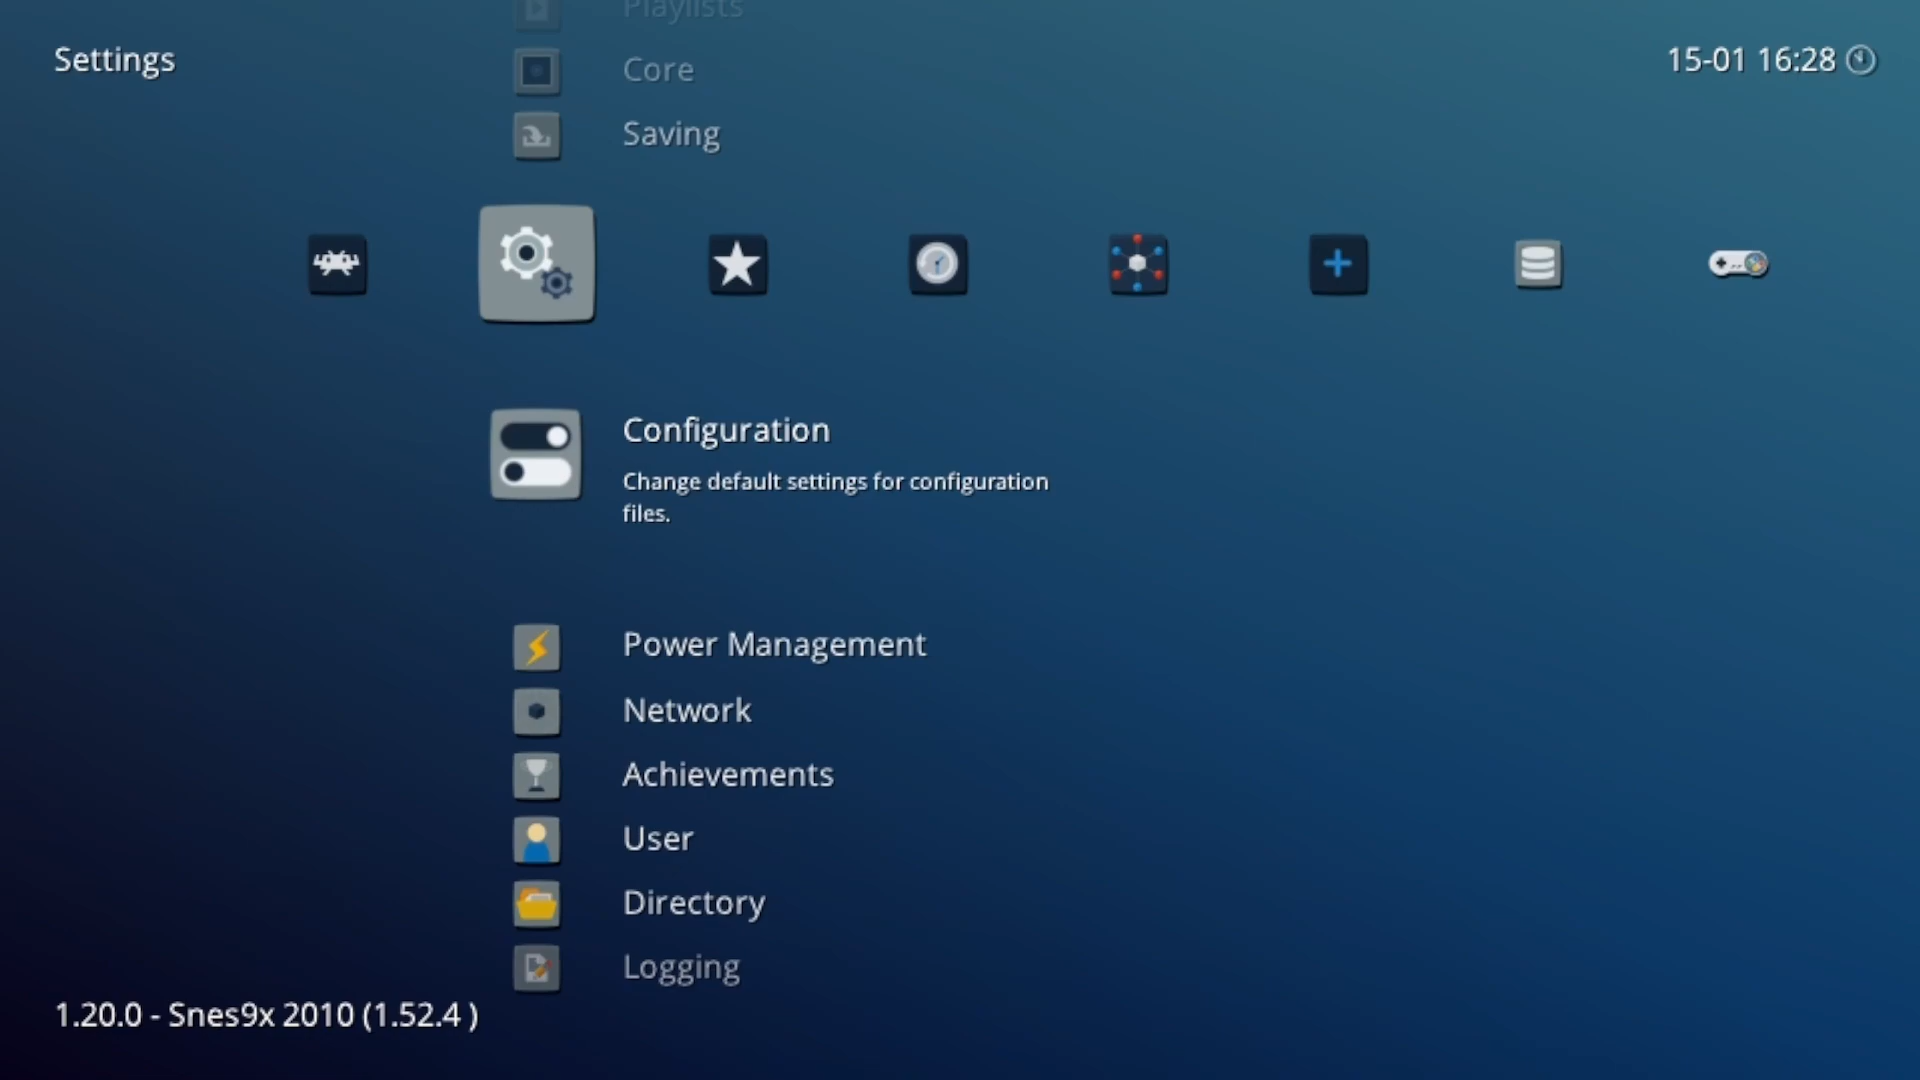 Playlists
Settings
Core
15-01 16:28
Saving
Configuration
Change default settings for configuration
files.
Power Management
Network
Achievements
User
Directory
Logging
1.20.0 - Snes9x 2010 (1.52.4 )